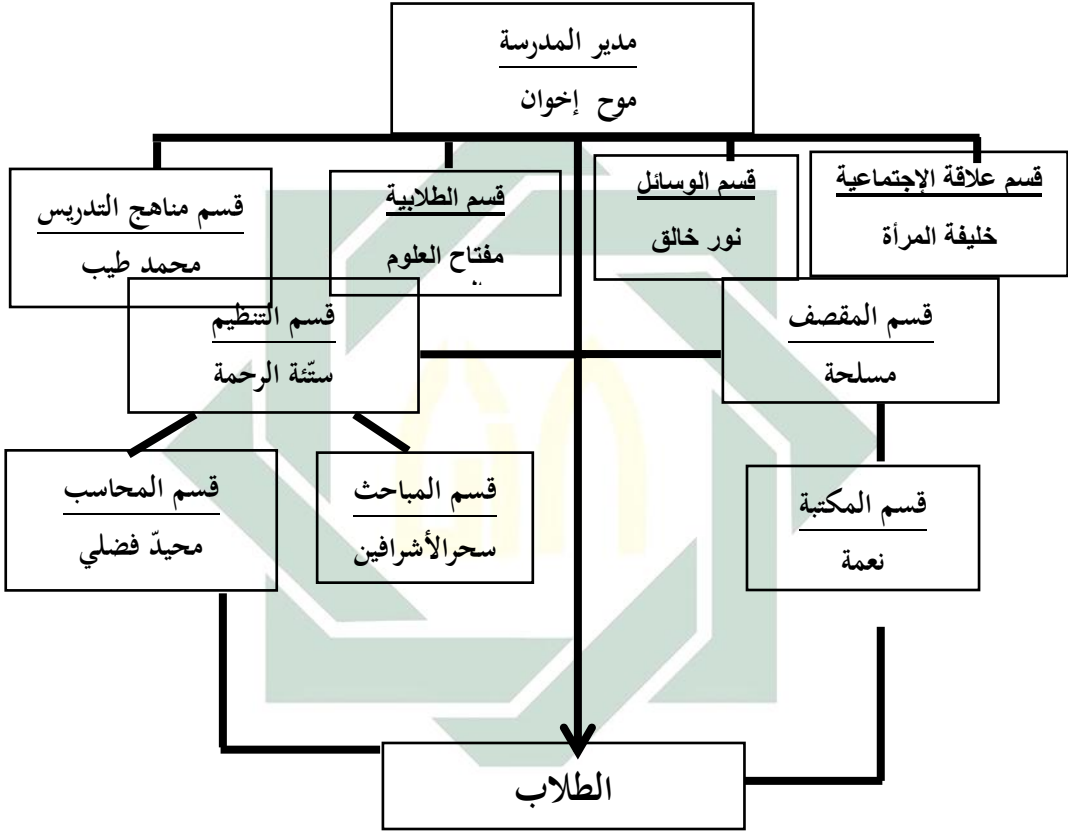 مدير المدرسة
موح إخوان
قسم علاقة الإجتماعية
خليفة المرأة
قسم الوسائل
نور خالق
قسم الطلابية
مفتاح العلوم
قسم مناهج التدريس
محمد طيب
قسم المقصف
مسلحة
قسم التنظيم
ستّئة الرحمة
قسم المكتبة
نعمة
قسم المباحث
سحرالأشرافين
قسم المحاسب
محيدّ فضلي
الطلاب